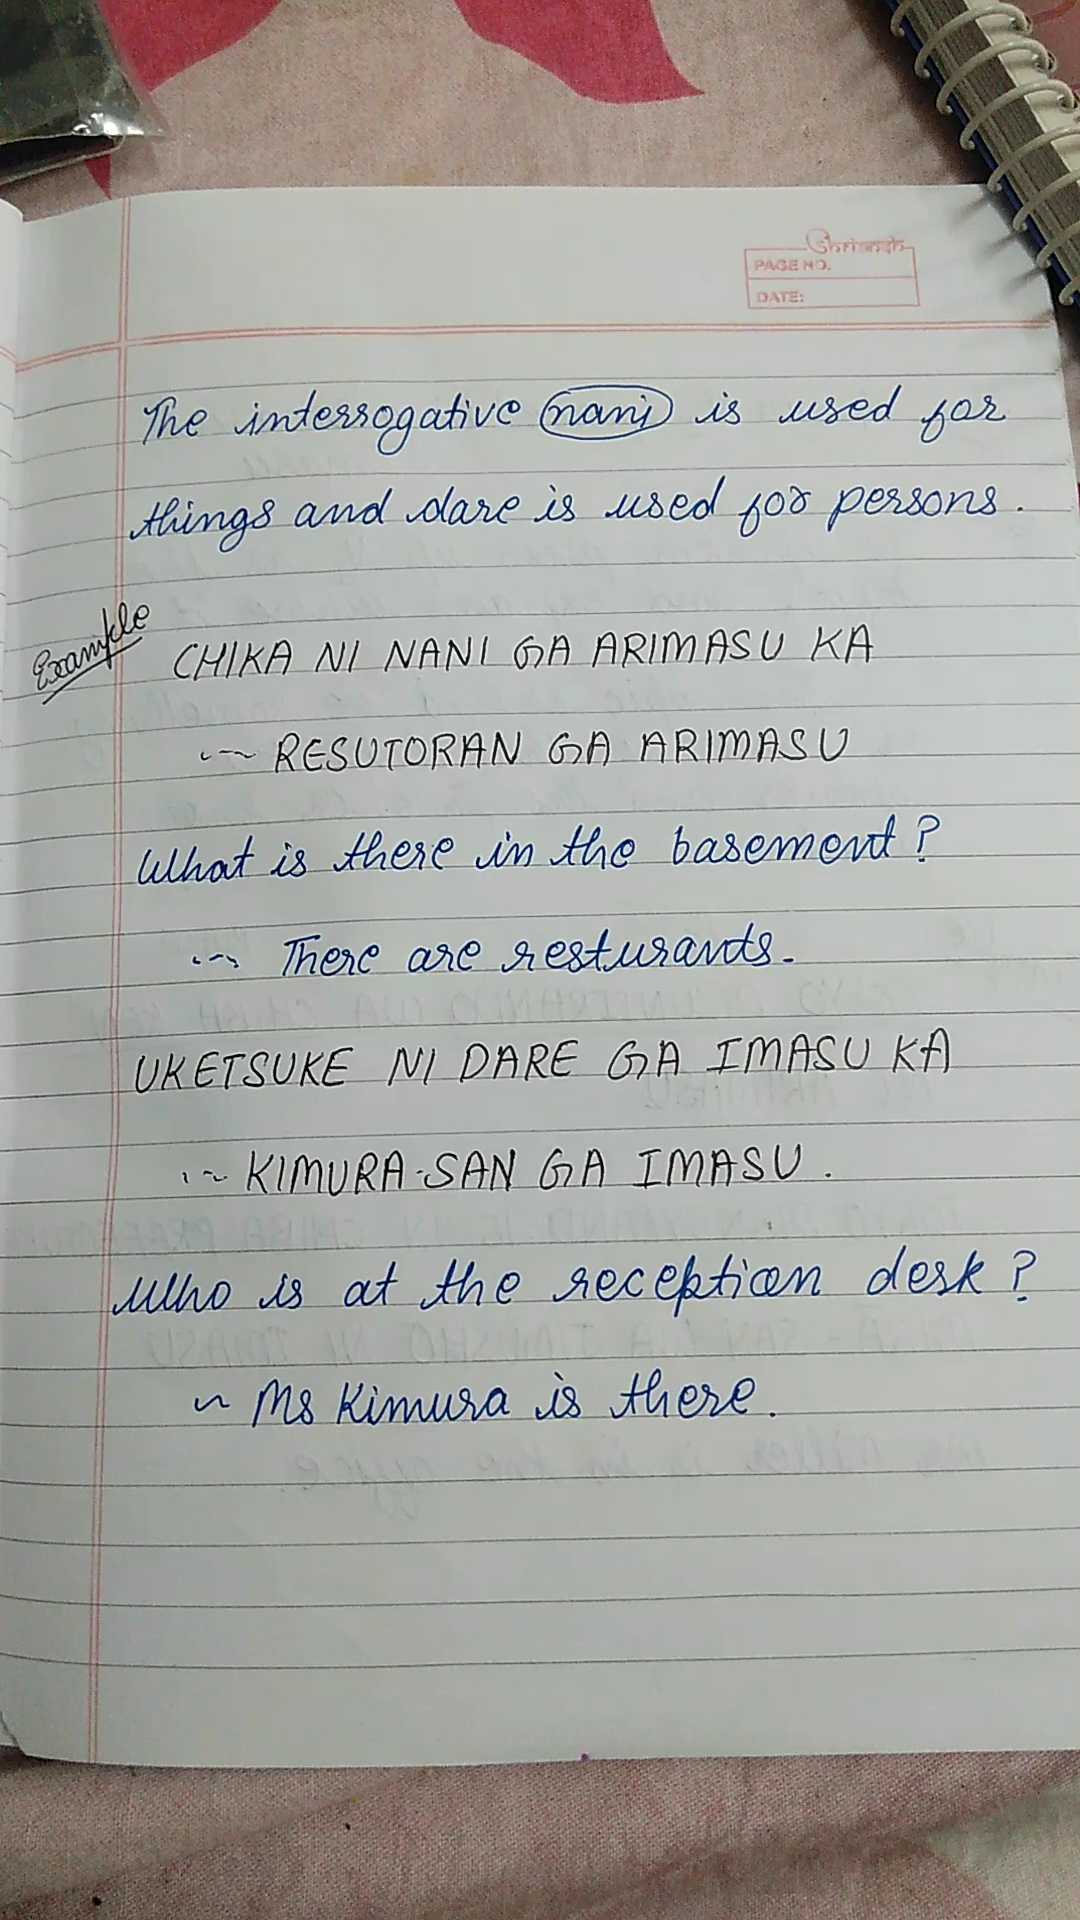 Shriansh
PAGE NO.
DATE:
The interrogative nani is used for
things and dare is used for persons.
Example
CHIKA NI NANI GA ARIMASU KA
~ RESUTORAN GA ARIMASU
What is there in the basement?
~ There are resturants.
UKETSUKE NI DARE GA IMASU KA
~ KIMURA-SAN GA IMASU.
Who is at the reception desk?
~ Ms Kimura is there.